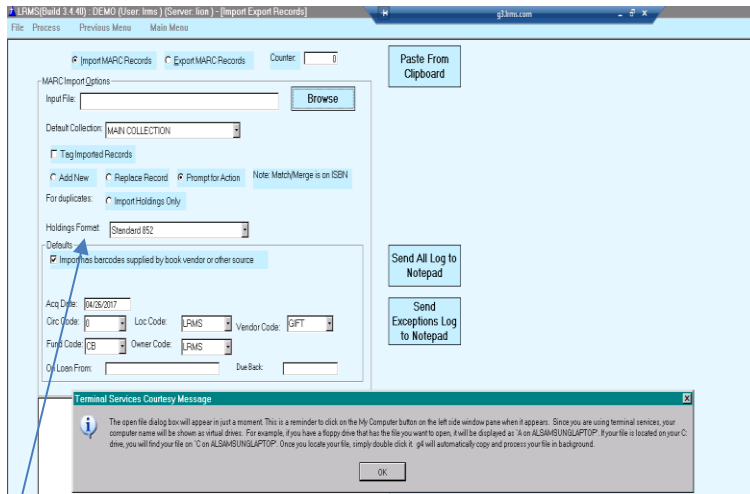 LRMS(Build 3.4.40) : DEMO (User: lrms ) (Server: lion ) - [Import Export Records]
g3.lrms.com
File Process Previous Menu Main Menu
Import MARC Records Export MARC Records Counter: 0
Paste From
Clipboard
MARC Import Options
Input File: Browse
Default Collection: MAIN COLLECTION
Tag Imported Records
Add New Replace Record Prompt for Action Note: Match/Merge is on ISBN
For duplicates: Import Holdings Only
Holdings Format: Standard 852
Defaults
Import has barcodes supplied by book vendor or other source
Send All Log to
Notepad
Acq Date: 04/26/2017
Circ Code: 0 Loc Code: LRMS Vendor Code: GIFT
Fund Code: CB Owner Code: LRMS
Send
Exceptions Log
to Notepad
On Loan From: Due Back:
Terminal Services Courtesy Message
The open file dialog box will appear in just a moment. This is a reminder to click on the My Computer button on the left side window pane when it appears. Since you are using terminal services, your
computer name will be shown as virtual drives. For example, if you have a floppy drive that has the file you want to open, it will be displayed as 'A on ALSAMSUNGLAPTOP'. If your file is located on your C:
drive, you will find your file on 'C on ALSAMSUNGLAPTOP'. Once you locate your file, simply double click it. g4 will automatically copy and process your file in background.
OK